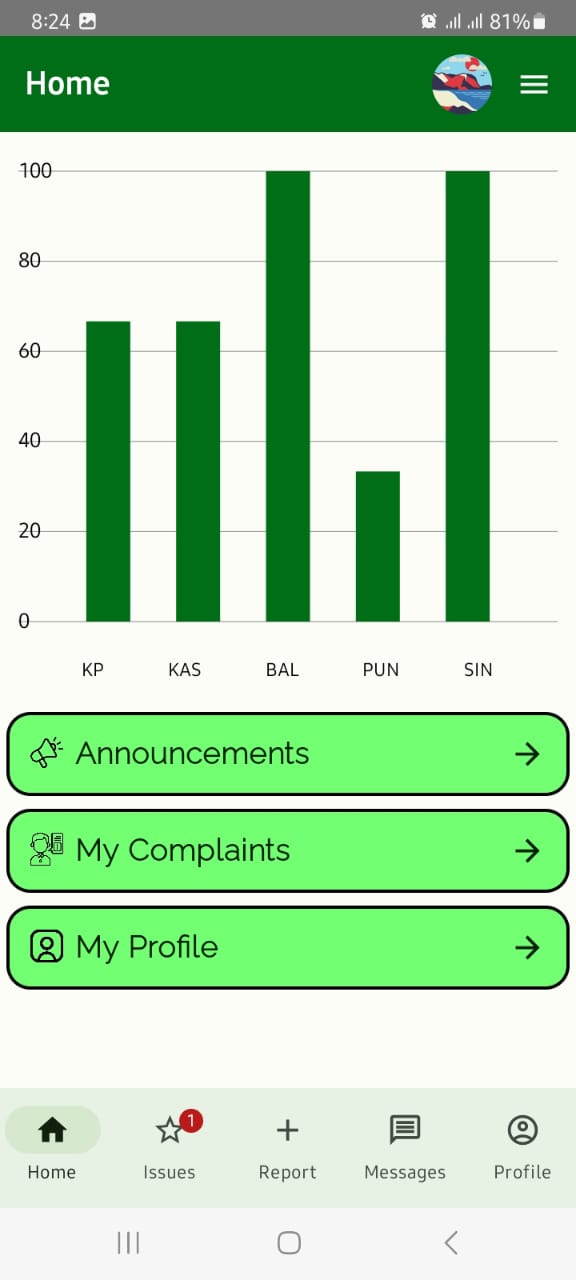 8:24 81%
Home
100
80
60
40
20
0
KP KAS BAL PUN SIN
Announcements
My Complaints
My Profile
1
Home Issues Report Messages Profile